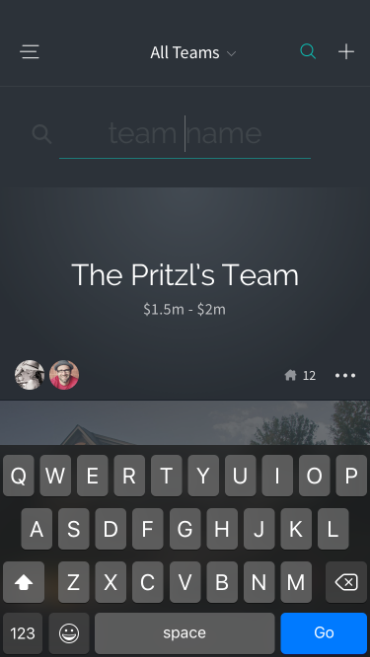 All Teams
team name
The Pritzl's Team
$1.5m - $2m
12
Q W E R T Y U I O P
A S D F G H J K L
Z X C V B N M
123 space Go